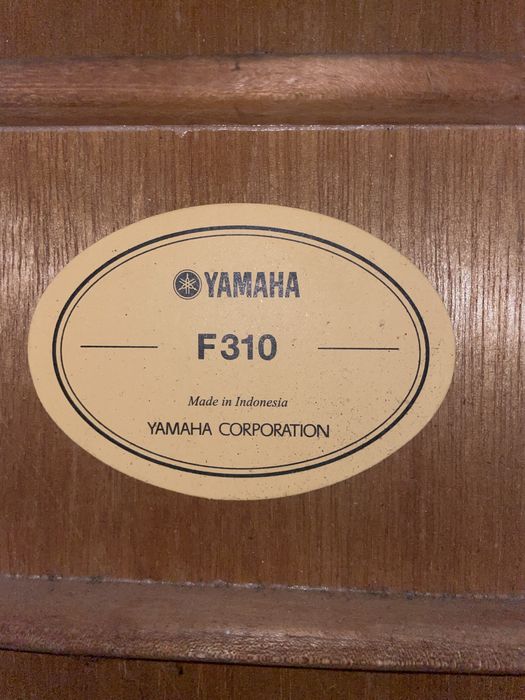 YAMAHA
F310
Made in Indonesia
YAMAHA CORPORATION